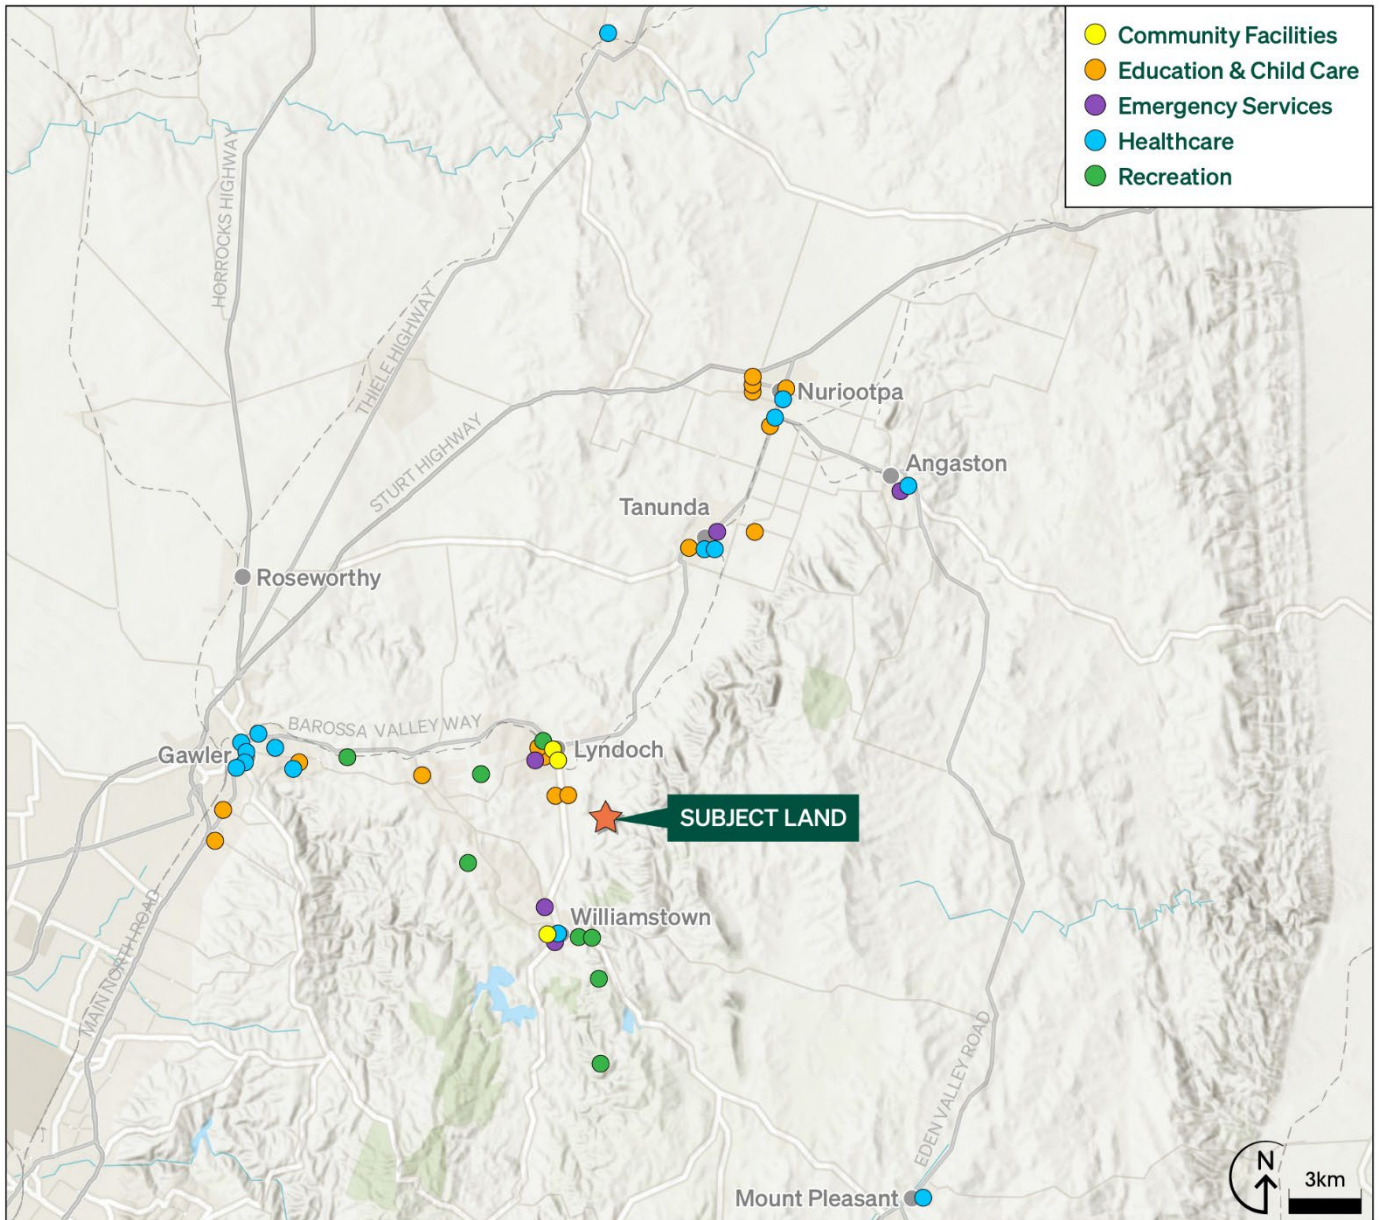 Community Facilities
Education & Child Care
Emergency Services
Healthcare
Recreation
HORROCKS HIGHWAY
THIELE HIGHWAY
STURT HIGHWAY
Nuriootpa
Angaston
Tanunda
Roseworthy
BAROSSA VALLEY WAY
Gawler
Lyndoch
SUBJECT LAND
Williamstown
MAIN NORTH ROAD
EDEN VALLEY ROAD
Mount Pleasant
N
3km